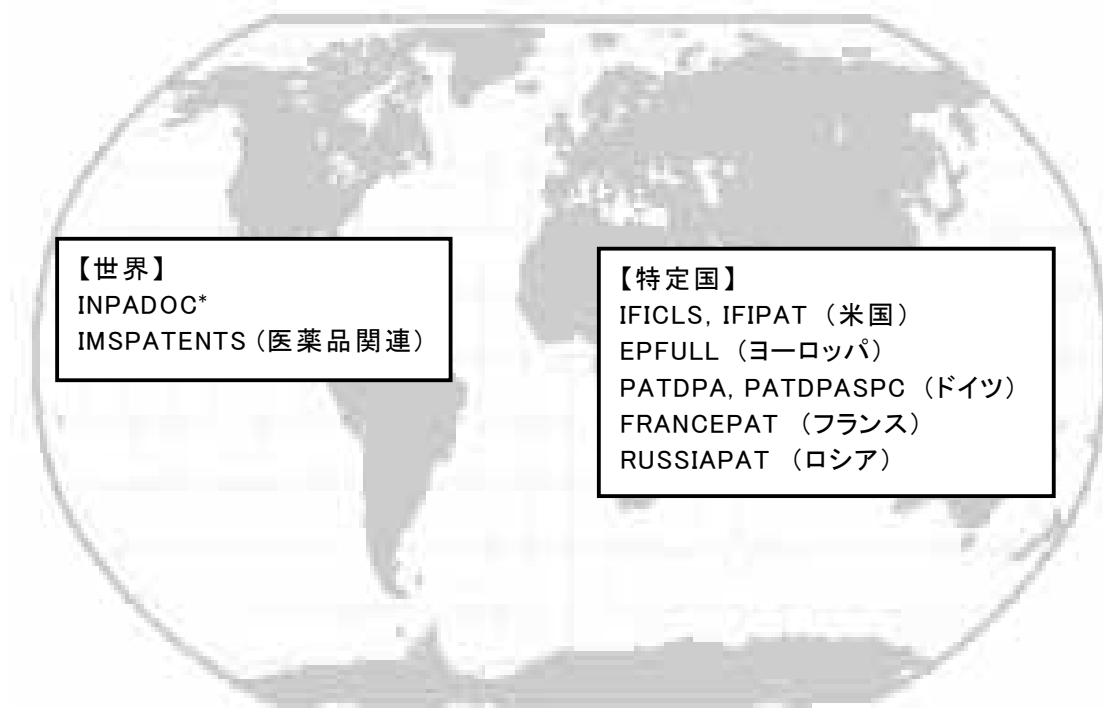 【世界】
INPADOC*
IMSPATENTS (医薬品関連)
【特定国】
IFICLS, IFIPAT （米国）
EPFULL （ヨーロッパ）
PATDPA, PATDPASPC （ドイツ）
FRANCEPAT （フランス）
RUSSIAPAT （ロシア）